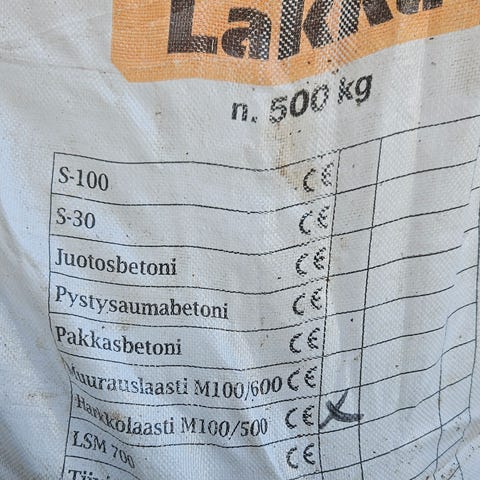 Lakka
n. 500 kg
S-100 CE
S-30 CE
Juotosbetoni CE
Pystysaumabetoni CE
Pakkasbetoni CE
Muurauslaasti M100/600 CE
Harkkolaasti M100/500 CE X
LSM 700 CE